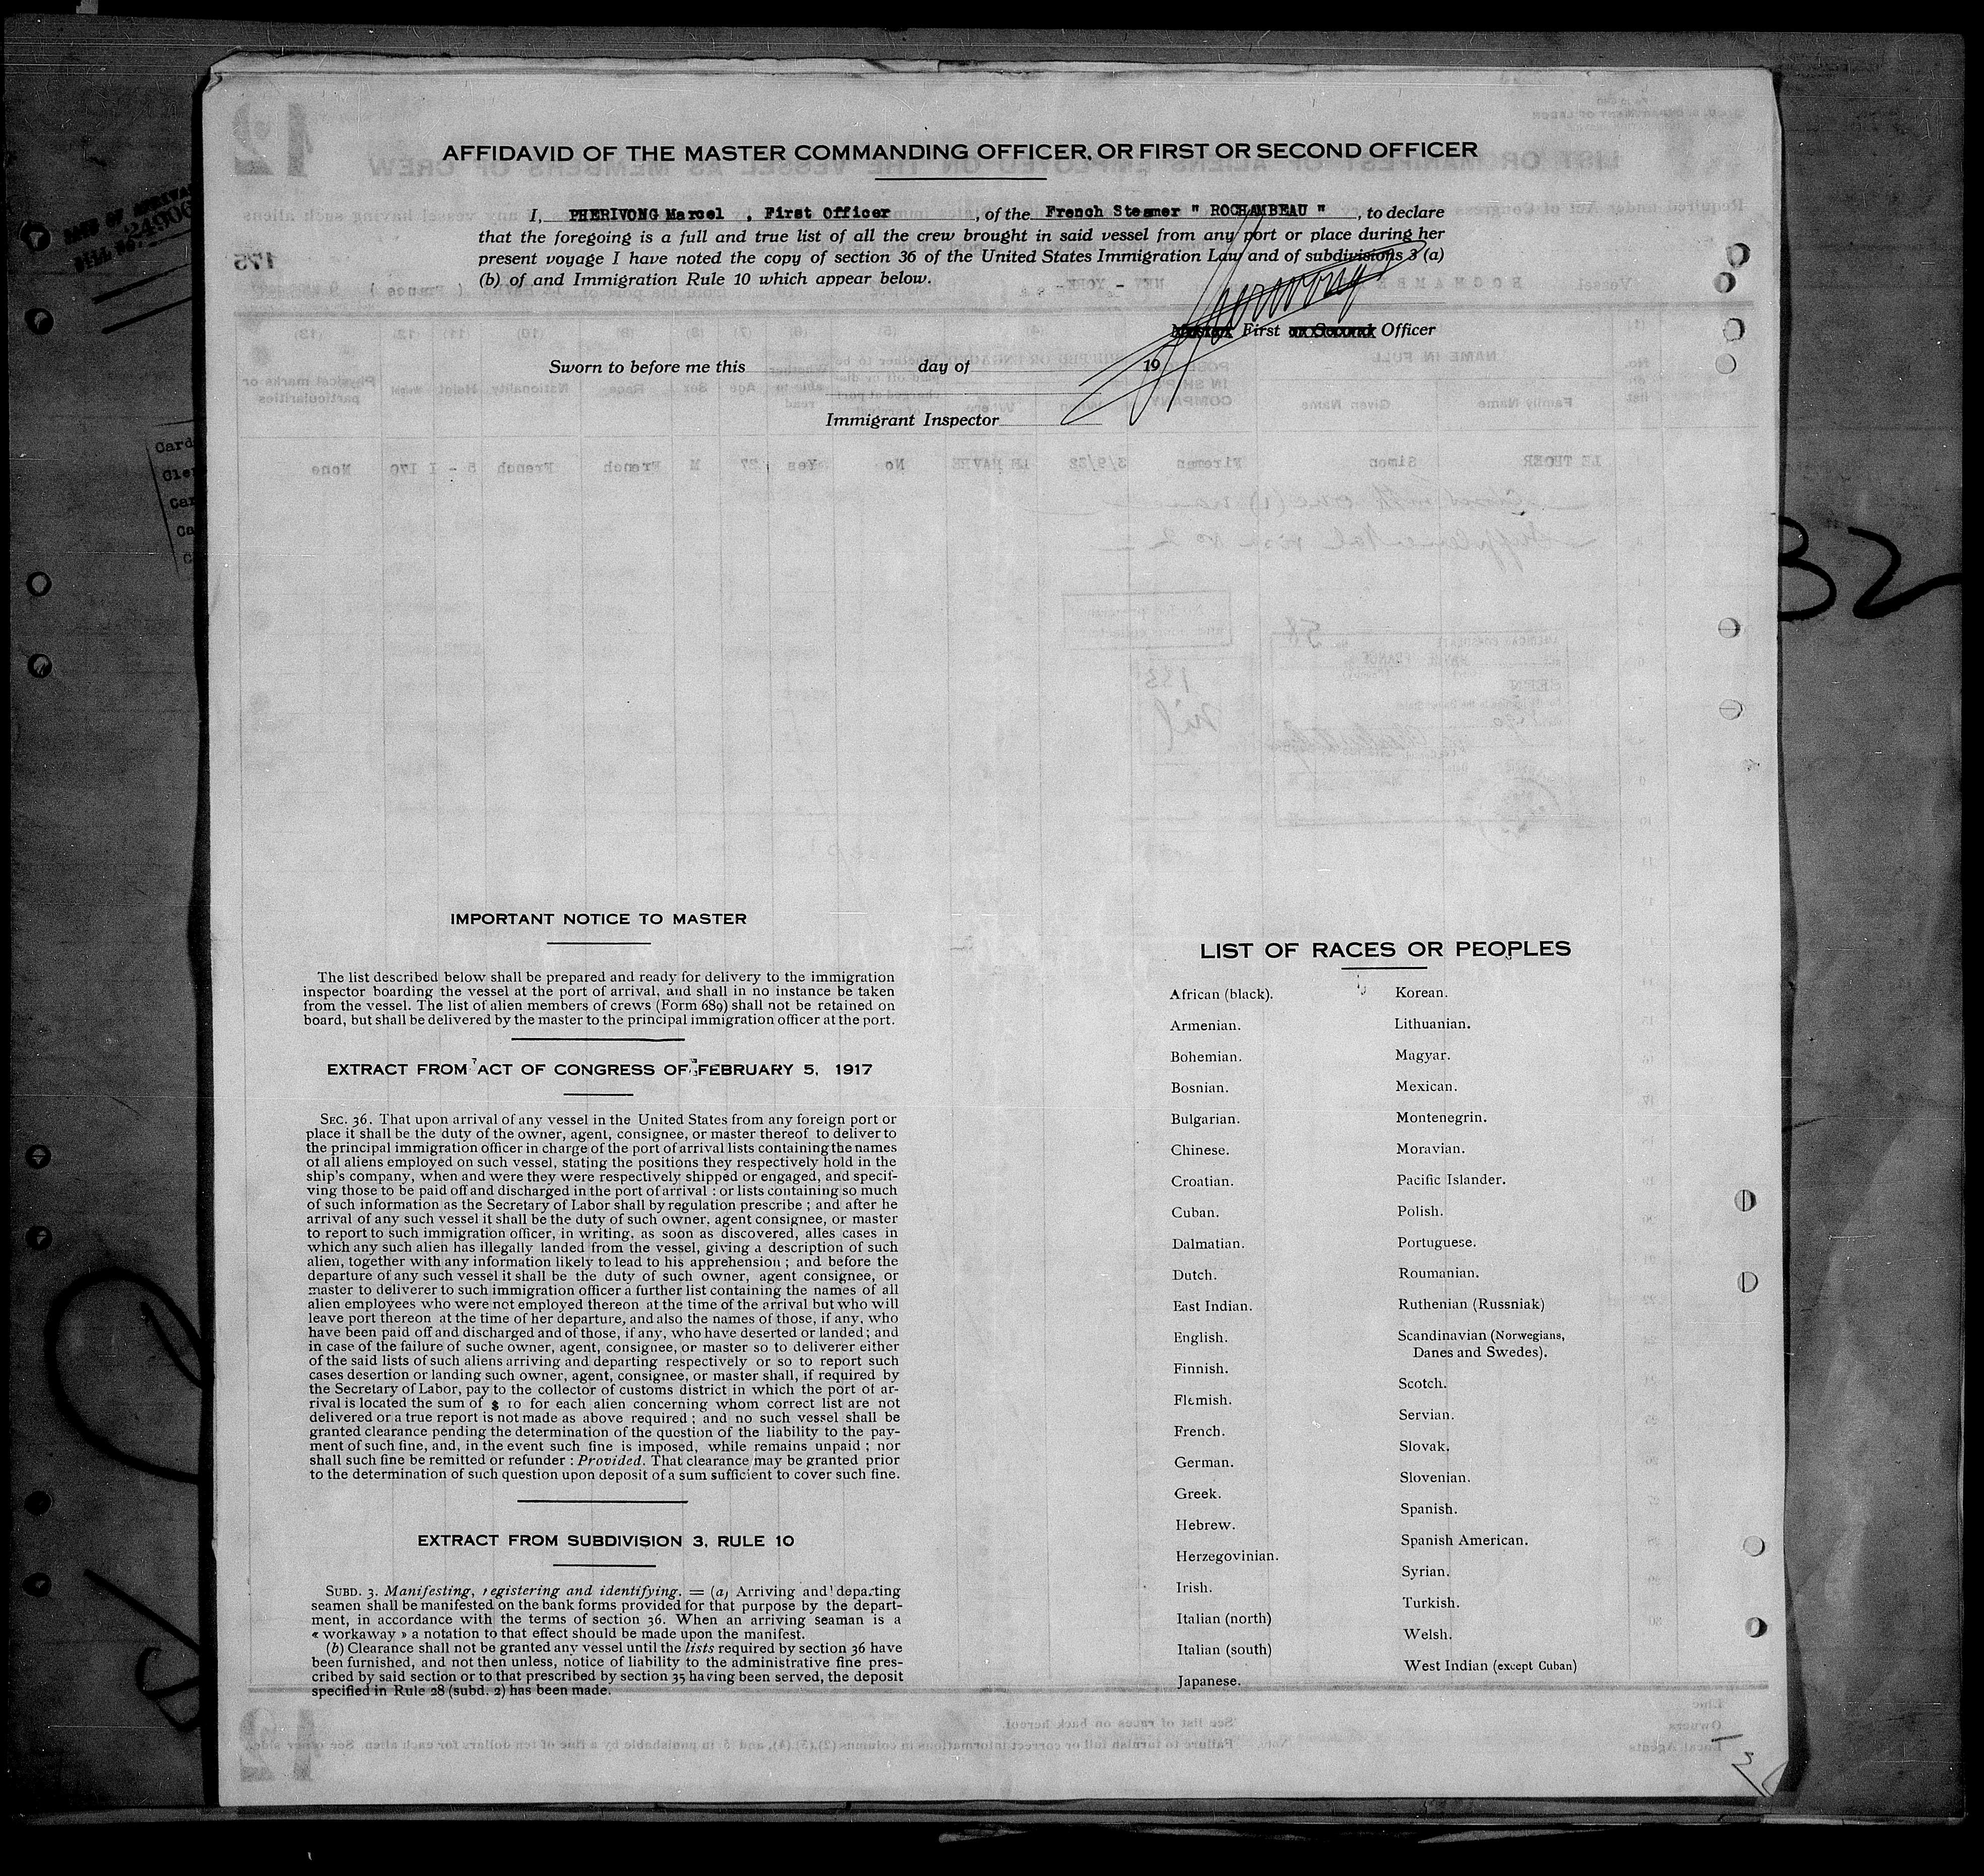 AFFIDAVID OF THE MASTER COMMANDING OFFICER, OR FIRST OR SECOND OFFICER
I, PHERIVONG Marcel , First Officer , of the French Steamer " ROCHAMBEAU " , to declare
that the foregoing is a full and true list of all the crew brought in said vessel from any port or place during her
present voyage I have noted the copy of section 36 of the United States Immigration Law and of subdivisions 3 (a)
(b) of and Immigration Rule 10 which appear below.
First or Second Officer
Sworn to before me this day of 19
Immigrant Inspector
IMPORTANT NOTICE TO MASTER
The list described below shall be prepared and ready for delivery to the immigration
inspector boarding the vessel at the port of arrival, and shall in no instance be taken
from the vessel. The list of alien members of crews (Form 689) shall not be retained on
board, but shall be delivered by the master to the principal immigration officer at the port.
EXTRACT FROM ACT OF CONGRESS OF FEBRUARY 5, 1917
SEC. 36. That upon arrival of any vessel in the United States from any foreign port or
place it shall be the duty of the owner, agent, consignee, or master thereof to deliver to
the principal immigration officer in charge of the port of arrival lists containing the names
of all aliens employed on such vessel, stating the positions they respectively hold in the
ship's company, when and were they were respectively shipped or engaged, and specif-
ying those to be paid off and discharged in the port of arrival : or lists containing so much
of such information as the Secretary of Labor shall by regulation prescribe ; and after he
arrival of any such vessel it shall be the duty of such owner, agent consignee, or master
to report to such immigration officer, in writing, as soon as discovered, alles cases in
which any such alien has illegally landed from the vessel, giving a description of such
alien, together with any information likely to lead to his apprehension ; and before the
departure of any such vessel it shall be the duty of such owner, agent consignee, or
master to deliverer to such immigration officer a further list containing the names of all
alien employees who were not employed thereon at the time of the arrival but who will
leave port thereon at the time of her departure, and also the names of those, if any, who
have been paid off and discharged and of those, if any, who have deserted or landed ; and
in case of the failure of suche owner, agent, consignee, or master so to deliverer either
of the said lists of such aliens arriving and departing respectively or so to report such
cases desertion or landing such owner, agent, consignee, or master shall, if required by
the Secretary of Labor, pay to the collector of customs district in which the port of ar-
rival is located the sum of $ 10 for each alien concerning whom correct list are not
delivered or a true report is not made as above required ; and no such vessel shall be
granted clearance pending the determination of the question of the liability to the pay-
ment of such fine, and, in the event such fine is imposed, while remains unpaid ; nor
shall such fine be remitted or refunder : Provided. That clearance may be granted prior
to the determination of such question upon deposit of a sum sufficient to cover such fine.
EXTRACT FROM SUBDIVISION 3, RULE 10
SUBD. 3. Manifesting, registering and identifying. = (a) Arriving and departing
seamen shall be manifested on the bank forms provided for that purpose by the depart-
ment, in accordance with the terms of section 36. When an arriving seaman is a
« workaway » a notation to that effect should be made upon the manifest.
(b) Clearance shall not be granted any vessel until the lists required by section 36 have
been furnished, and not then unless, notice of liability to the administrative fine pres-
cribed by said section or to that prescribed by section 35 having been served, the deposit
specified in Rule 28 (subd. 2) has been made.
LIST OF RACES OR PEOPLES
African (black).
Armenian.
Bohemian.
Bosnian.
Bulgarian.
Chinese.
Croatian.
Cuban.
Dalmatian.
Dutch.
East Indian.
English.
Finnish.
Flemish.
French.
German.
Greek.
Hebrew.
Herzegovinian.
Irish.
Italian (north)
Italian (south)
Japanese.
Korean.
Lithuanian.
Magyar.
Mexican.
Montenegrin.
Moravian.
Pacific Islander.
Polish.
Portuguese.
Roumanian.
Ruthenian (Russniak)
Scandinavian (Norwegians,
Danes and Swedes).
Scotch.
Servian.
Slovak.
Slovenian.
Spanish.
Spanish American.
Syrian.
Turkish.
Welsh.
West Indian (except Cuban)
32